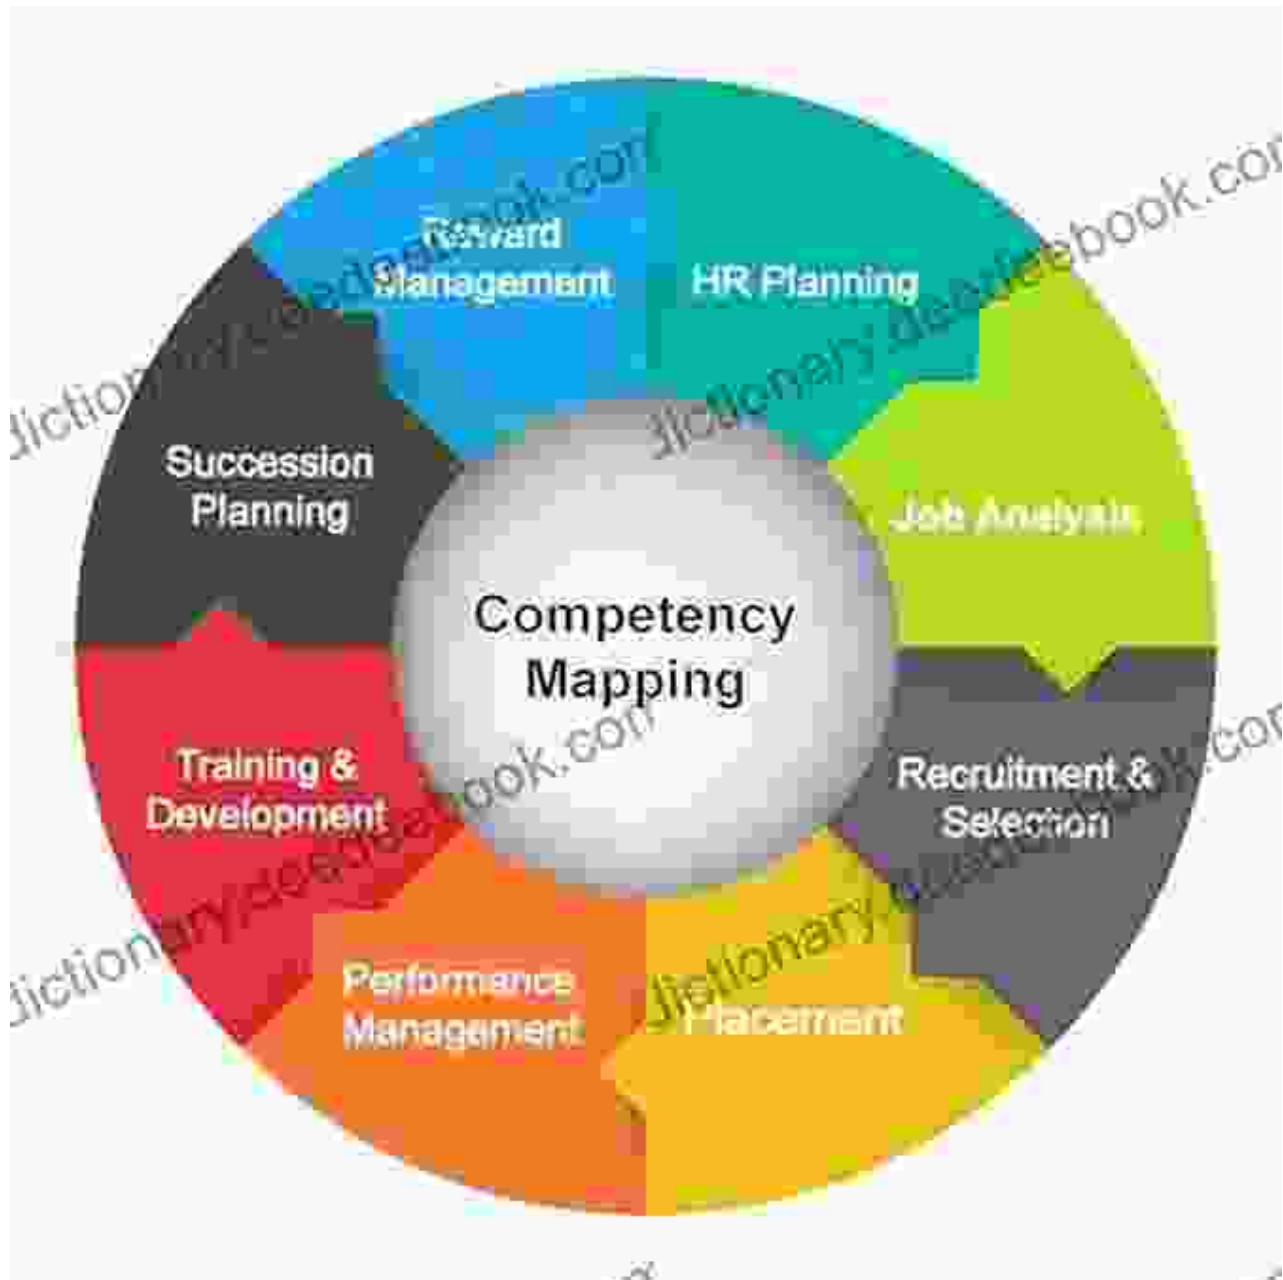 Reward
Management
HR Planning
Job Analysis
Succession
Planning
Competency
Mapping
Recruitment &
Selection
Training &
Development
Placement
Performance
Management